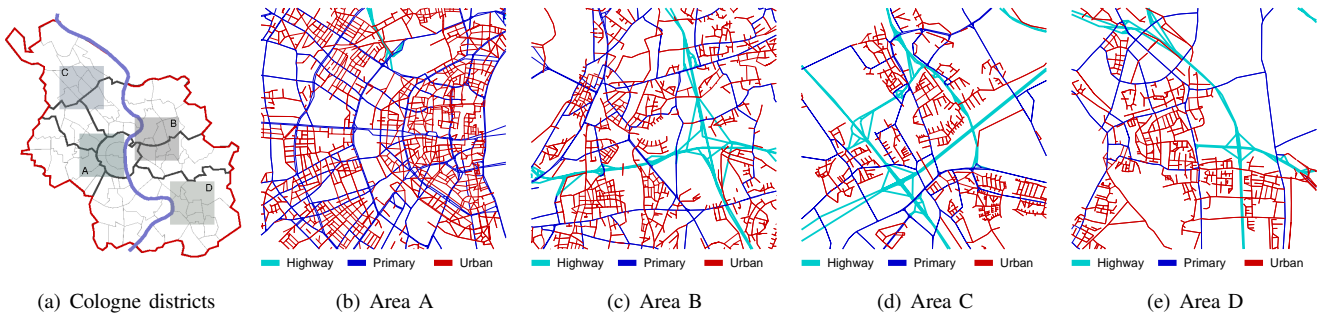 C
B
A
D
Highway Primary Urban
Highway Primary Urban
Highway Primary Urban
Highway Primary Urban
(a) Cologne districts
(b) Area A
(c) Area B
(d) Area C
(e) Area D